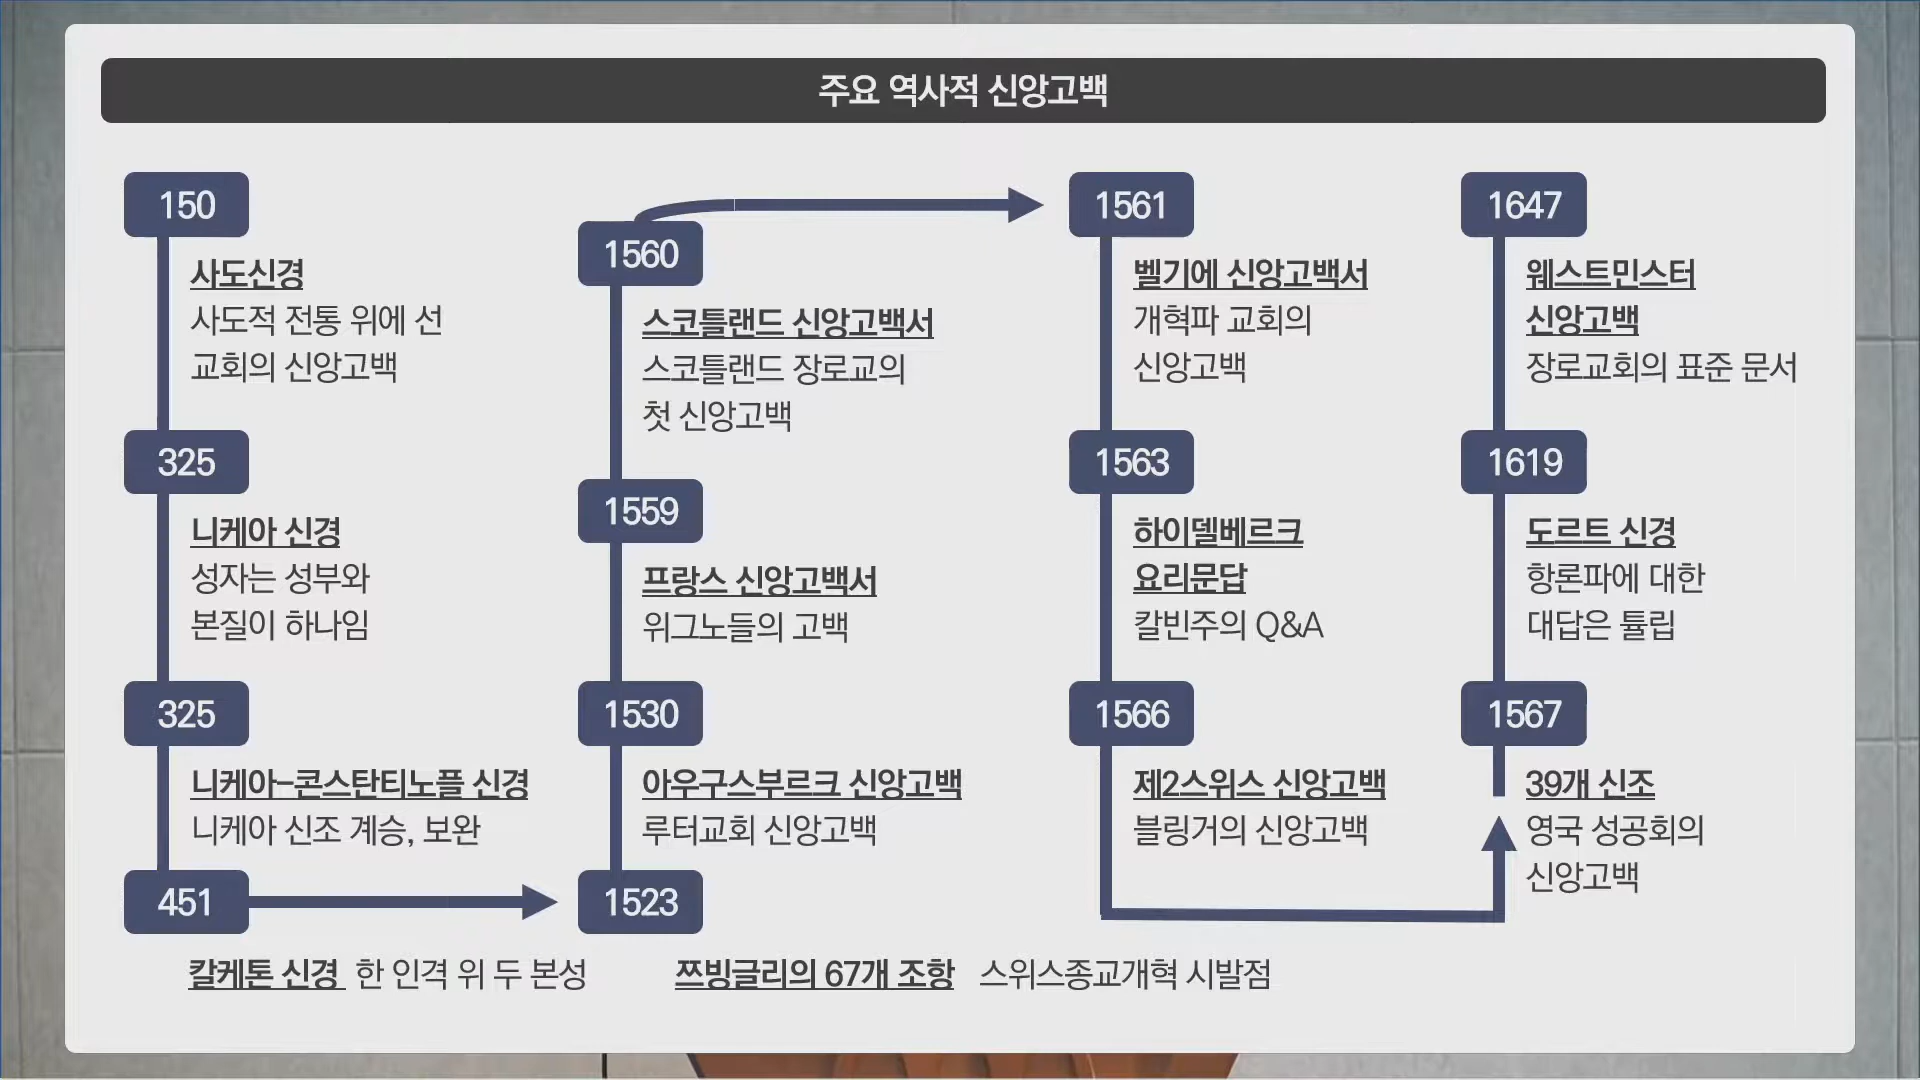 주요 역사적 신앙고백
150
사도신경
사도적 전통 위에 선
교회의 신앙고백
325
니케아 신경
성자는 성부와
본질이 하나임
325
니케아-콘스탄티노플 신경
니케아 신조 계승, 보완
451
칼케톤 신경 한 인격 위 두 본성
1560
스코틀랜드 신앙고백서
스코틀랜드 장로교의
첫 신앙고백
1559
프랑스 신앙고백서
위그노들의 고백
1530
아우구스부르크 신앙고백
루터교회 신앙고백
1523
쯔빙글리의 67개 조항 스위스종교개혁 시발점
1561
벨기에 신앙고백서
개혁파 교회의
신앙고백
1563
하이델베르크
요리문답
칼빈주의 Q&A
1566
제2스위스 신앙고백
블링거의 신앙고백
1647
웨스트민스터
신앙고백
장로교회의 표준 문서
1619
도르트 신경
항론파에 대한
대답은 튤립
1567
39개 신조
영국 성공회의
신앙고백